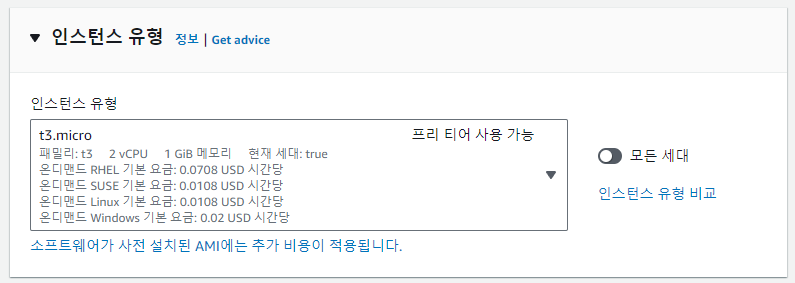 인스턴스 유형 정보 | Get advice
인스턴스 유형
t3.micro 프리 티어 사용 가능
패밀리: t3 2 vCPU 1 GiB 메모리 현재 세대: true
온디맨드 RHEL 기본 요금: 0.0708 USD 시간당
온디맨드 SUSE 기본 요금: 0.0108 USD 시간당
온디맨드 Linux 기본 요금: 0.0108 USD 시간당
온디맨드 Windows 기본 요금: 0.02 USD 시간당
모든 세대
인스턴스 유형 비교
소프트웨어가 사전 설치된 AMI에는 추가 비용이 적용됩니다.